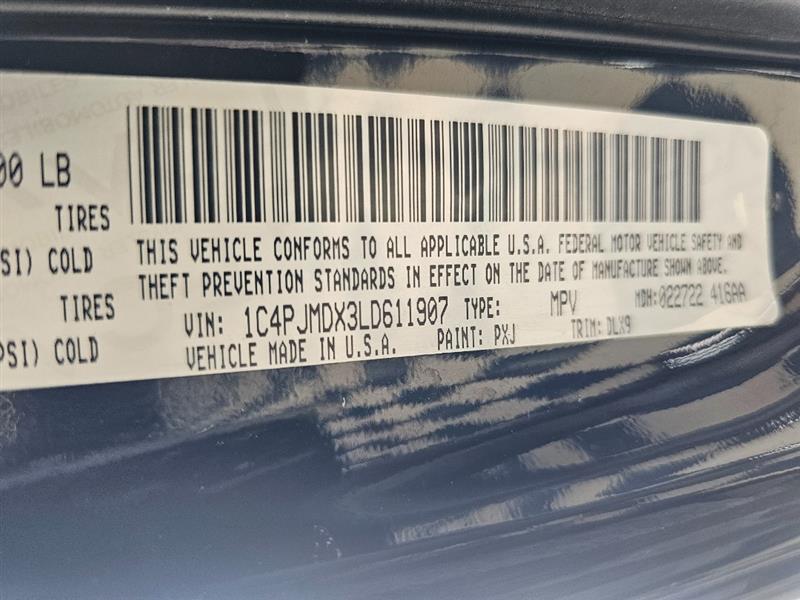 00 LB
TIRES
SI) COLD
THIS VEHICLE CONFORMS TO ALL APPLICABLE U.S.A. FEDERAL MOTOR VEHICLE SAFETY AND
THEFT PREVENTION STANDARDS IN EFFECT ON THE DATE OF MANUFACTURE SHOWN ABOVE.
TIRES
VIN: 1C4PJMDX3LD611907 TYPE: MPV MDH:022722 416AA
PSI) COLD
VEHICLE MADE IN U.S.A. PAINT: PXJ TRIM: DLX9